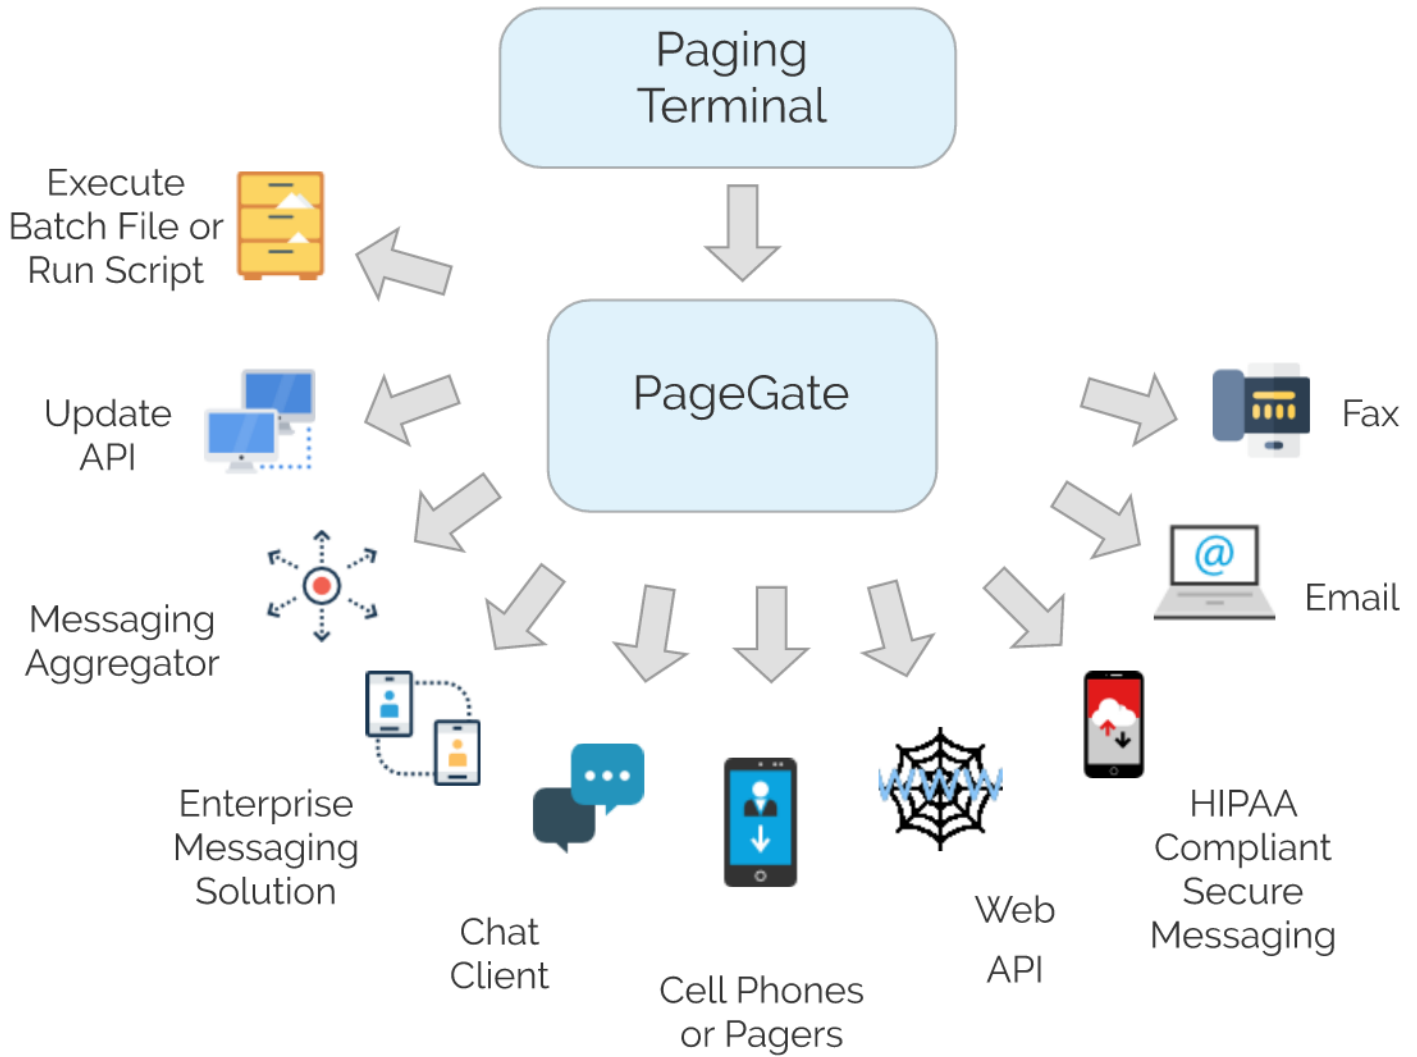 Paging
Terminal
Execute
Batch File or
Run Script
PageGate
Update
API
Fax
@
Email
Messaging
Aggregator
Enterprise
Messaging
Solution
WWW
HIPAA
Compliant
Secure
Messaging
Chat
Client
Web
API
Cell Phones
or Pagers